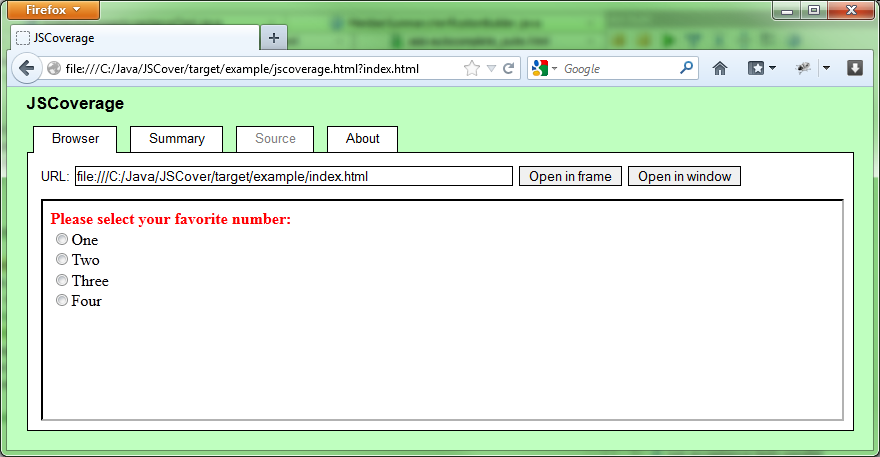 Firefox
JSCoverage
file:///C:/Java/JSCover/target/example/jscoverage.html?index.html
Google
JSCoverage
Browser Summary Source About
URL: file:///C:/Java/JSCover/target/example/index.html Open in frame Open in window
Please select your favorite number:
One
Two
Three
Four